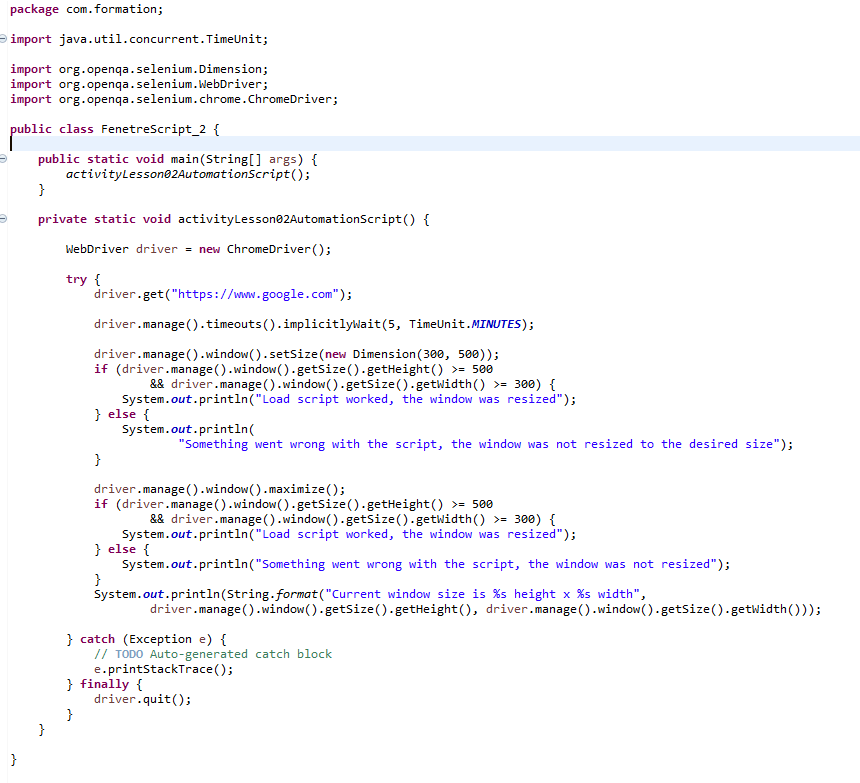 package com.formation;
import java.util.concurrent.TimeUnit;
import org.openqa.selenium.Dimension;
import org.openqa.selenium.WebDriver;
import org.openqa.selenium.chrome.ChromeDriver;
public class FenetreScript_2 {
public static void main(String[] args) {
activityLesson02AutomationScript();
}
private static void activityLesson02AutomationScript() {
WebDriver driver = new ChromeDriver();
try {
driver.get("https://www.google.com");
driver.manage().timeouts().implicitlyWait(5, TimeUnit.MINUTES);
driver.manage().window().setSize(new Dimension(300, 500));
if (driver.manage().window().getSize().getHeight() >= 500
&& driver.manage().window().getSize().getWidth() >= 300) {
System.out.println("Load script worked, the window was resized");
} else {
System.out.println(
"Something went wrong with the script, the window was not resized to the desired size");
}
driver.manage().window().maximize();
if (driver.manage().window().getSize().getHeight() >= 500
&& driver.manage().window().getSize().getWidth() >= 300) {
System.out.println("Load script worked, the window was resized");
} else {
System.out.println("Something went wrong with the script, the window was not resized");
}
System.out.println(String.format("Current window size is %s height x %s width",
driver.manage().window().getSize().getHeight(), driver.manage().window().getSize().getWidth()));
} catch (Exception e) {
// TODO Auto-generated catch block
e.printStackTrace();
} finally {
driver.quit();
}
}
}